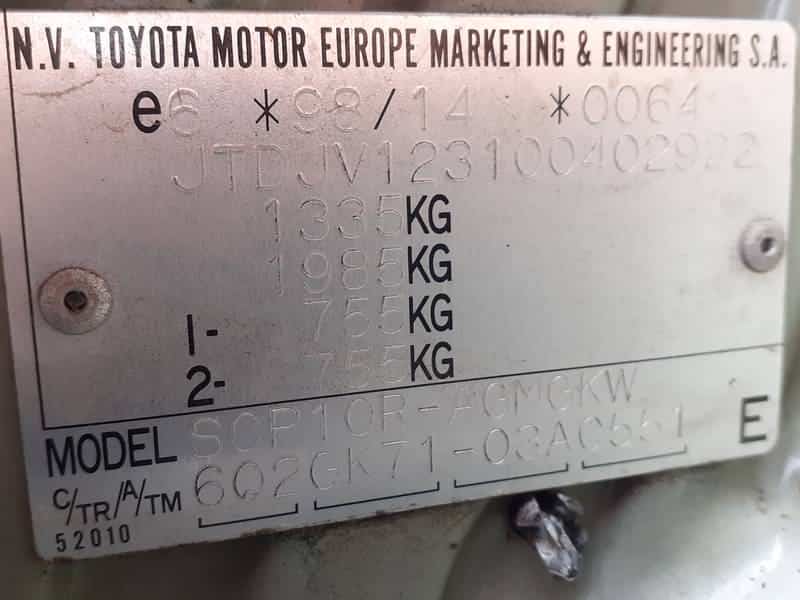 N.V. TOYOTA MOTOR EUROPE MARKETING & ENGINEERING S.A.
e6 *98/14 *0064
JTDJV123100402922
1335KG
1985KG
1- 755KG
2- 755KG
MODEL SCP10R-AGMGKW
C/TR/A/TM 6Q2GK71-03AC551 E
52010